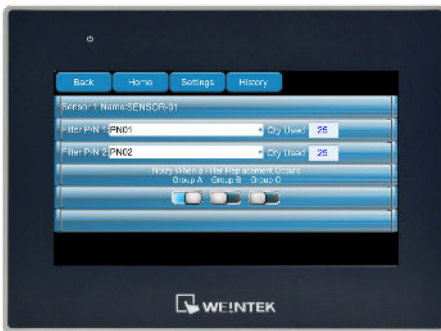 Back Home Settings History
Sensor 1 Name:SENSOR-01
Filter P/N 1:PN01 Qty Used 25
Filter P/N 2:PN02 Qty Used 25
Notify When a Filter Replacement Occurs
Group A Group B Group C
WEINTEK